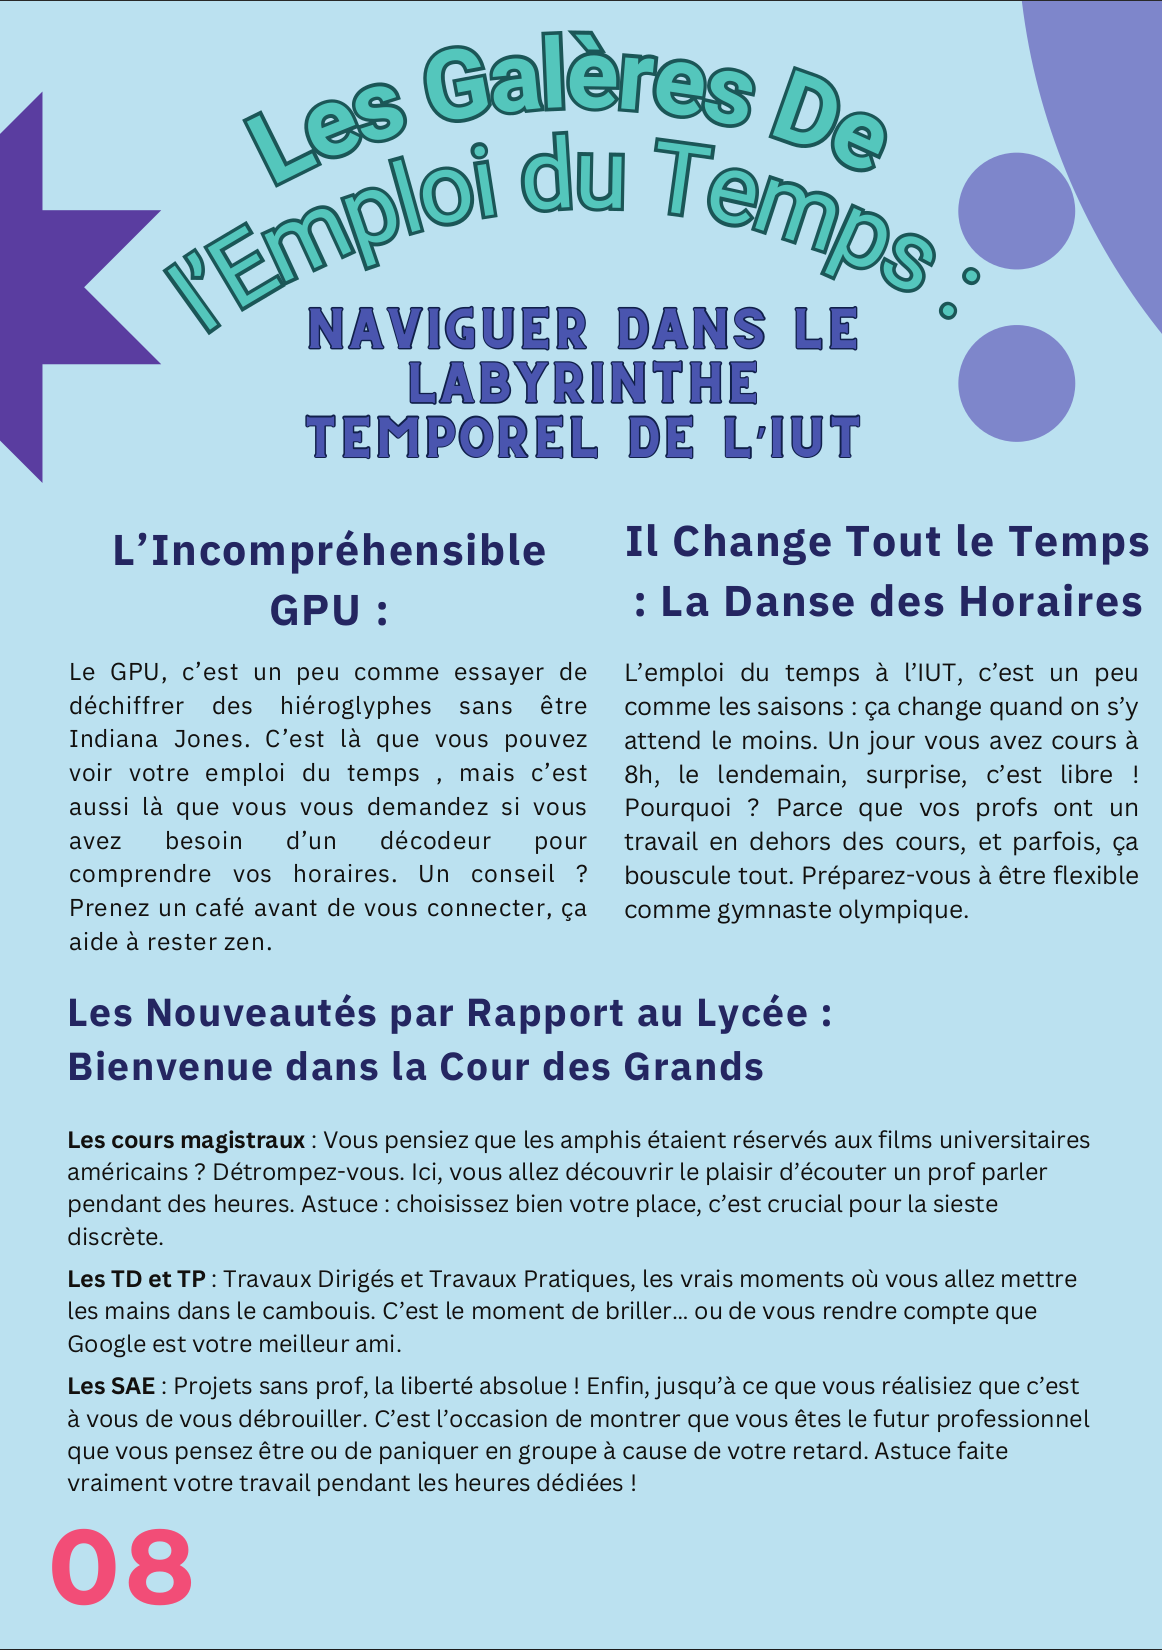 Les Galères De
l’Emploi du Temps :
NAVIGUER DANS LE
LABYRINTHE
TEMPOREL DE L’IUT
L’Incompréhensible
GPU :
Le GPU, c’est un peu comme essayer de
déchiffrer des hiéroglyphes sans être
Indiana Jones. C’est là que vous pouvez
voir votre emploi du temps , mais c’est
aussi là que vous vous demandez si vous
avez besoin d’un décodeur pour
comprendre vos horaires. Un conseil ?
Prenez un café avant de vous connecter, ça
aide à rester zen.
Il Change Tout le Temps
: La Danse des Horaires
L’emploi du temps à l’IUT, c’est un peu
comme les saisons : ça change quand on s’y
attend le moins. Un jour vous avez cours à
8h, le lendemain, surprise, c’est libre !
Pourquoi ? Parce que vos profs ont un
travail en dehors des cours, et parfois, ça
bouscule tout. Préparez-vous à être flexible
comme gymnaste olympique.
Les Nouveautés par Rapport au Lycée :
Bienvenue dans la Cour des Grands
Les cours magistraux : Vous pensiez que les amphis étaient réservés aux films universitaires
américains ? Détrompez-vous. Ici, vous allez découvrir le plaisir d’écouter un prof parler
pendant des heures. Astuce : choisissez bien votre place, c’est crucial pour la sieste
discrète.
Les TD et TP : Travaux Dirigés et Travaux Pratiques, les vrais moments où vous allez mettre
les mains dans le cambouis. C’est le moment de briller... ou de vous rendre compte que
Google est votre meilleur ami.
Les SAE : Projets sans prof, la liberté absolue ! Enfin, jusqu’à ce que vous réalisiez que c’est
à vous de vous débrouiller. C’est l’occasion de montrer que vous êtes le futur professionnel
que vous pensez être ou de paniquer en groupe à cause de votre retard. Astuce faite
vraiment votre travail pendant les heures dédiées !
08